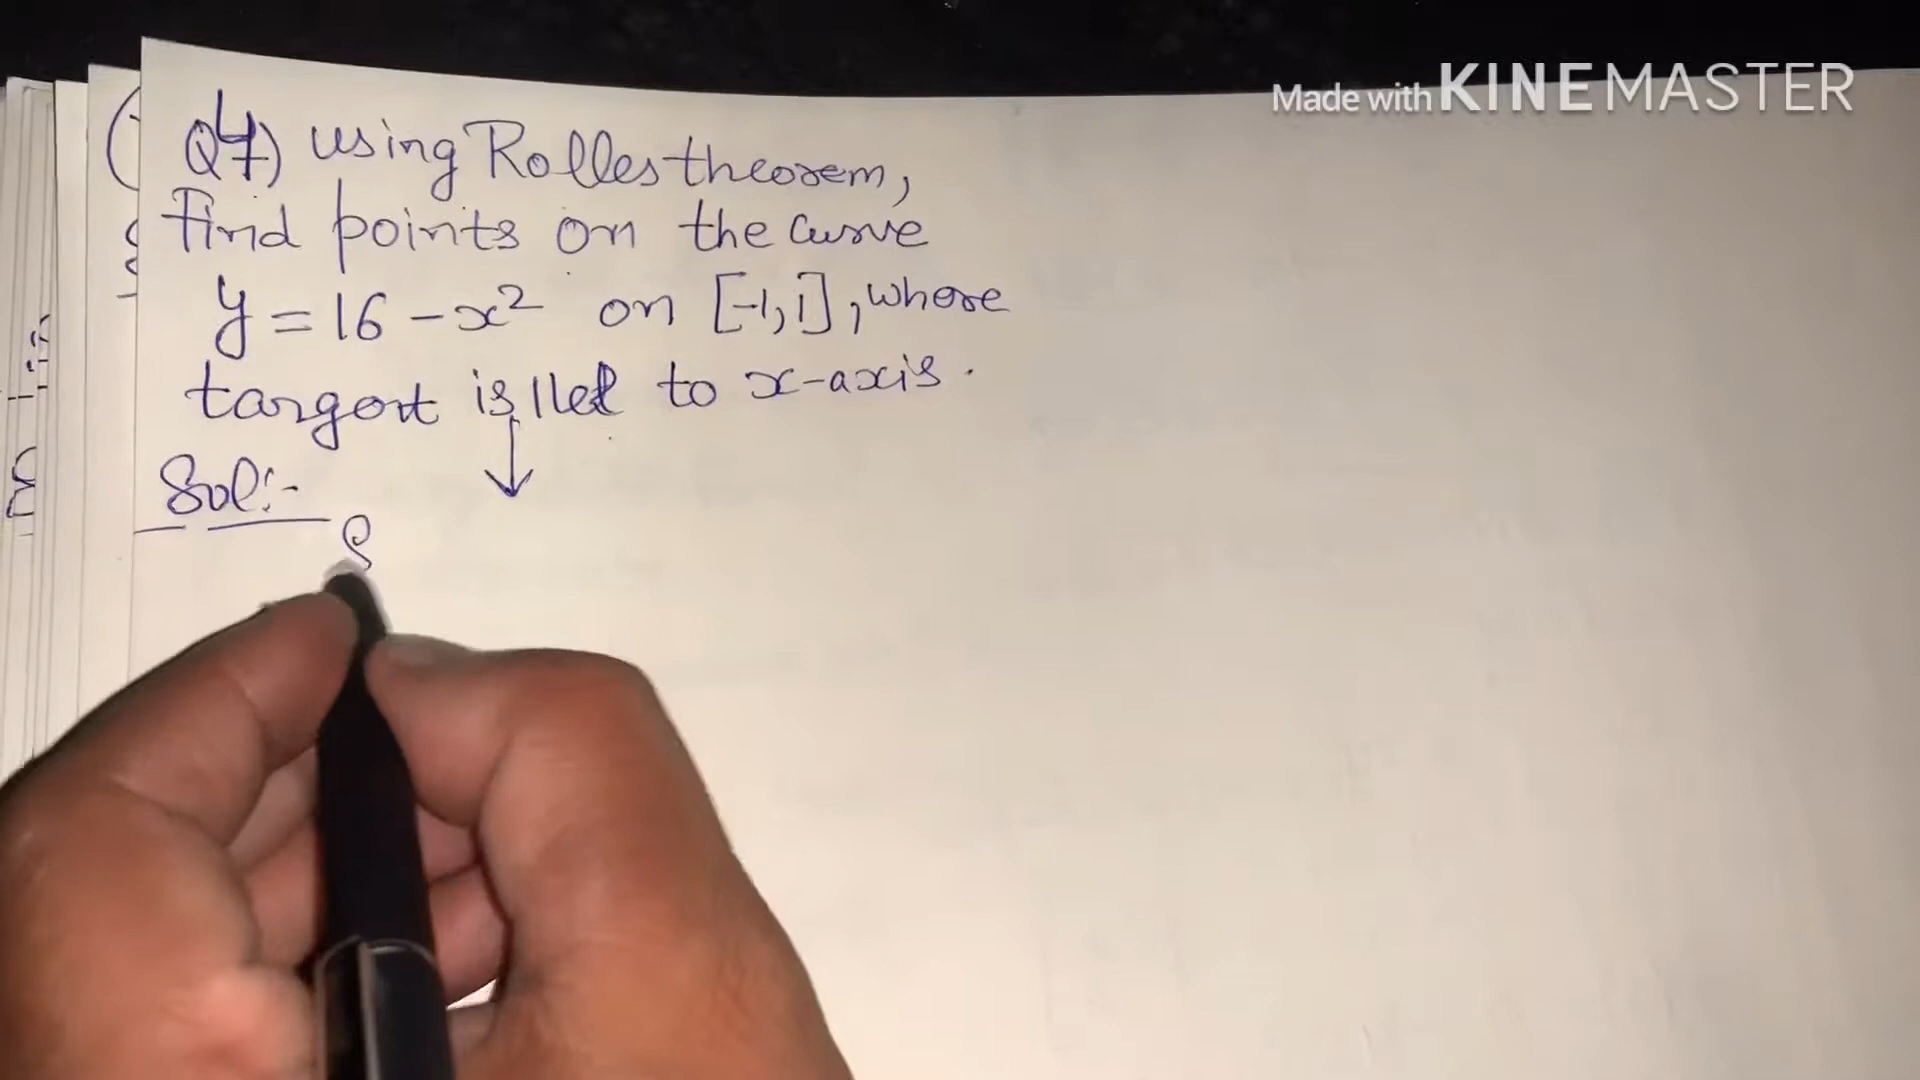 Made with KINEMASTER
Q4) using Rolles theorem,
find points on the curve
y = 16 - x² on [-1, 1], where
tangent is ||el to x-axis.
Sol:-